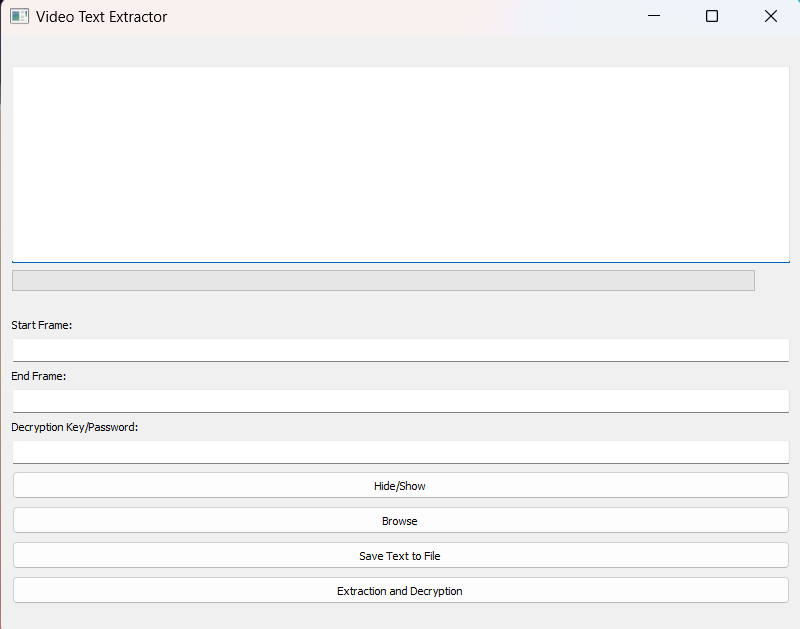 Video Text Extractor
Start Frame:
End Frame:
Decryption Key/Password:
Hide/Show
Browse
Save Text to File
Extraction and Decryption